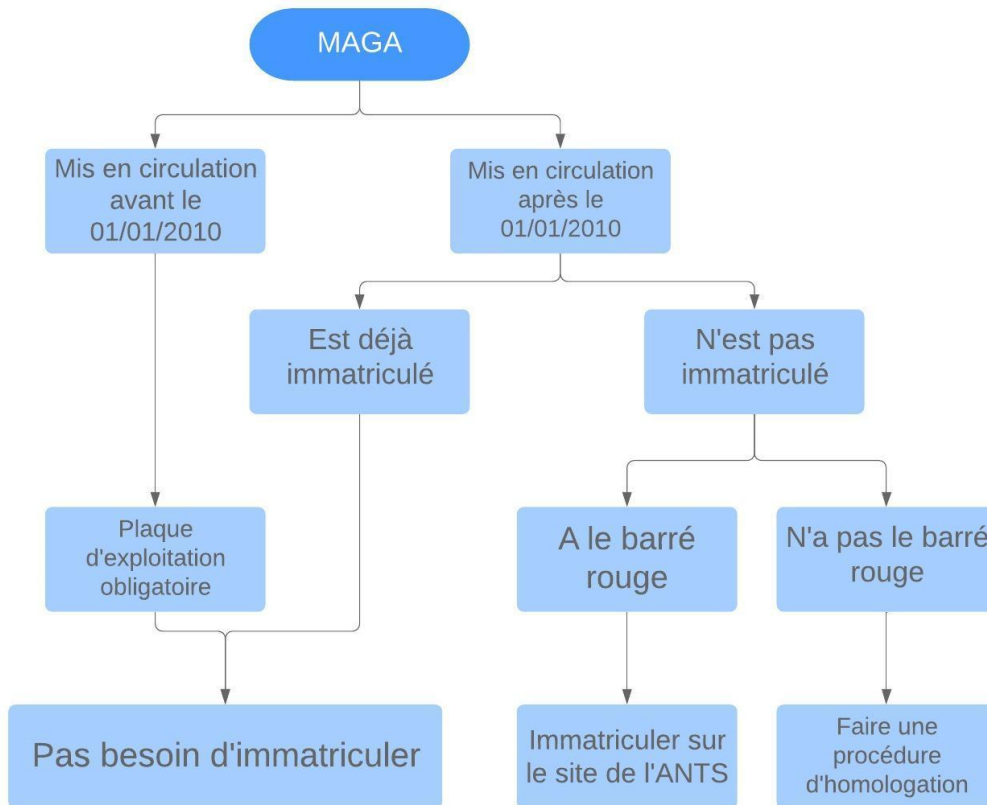 MAGA
Mis en circulation
avant le
01/01/2010
Mis en circulation
après le
01/01/2010
Est déjà
immatriculé
N'est pas
immatriculé
Plaque
d'exploitation
obligatoire
A le barré
rouge
N'a pas le barré
rouge
Pas besoin d'immatriculer
Immatriculer sur
le site de l'ANTS
Faire une
procédure
d'homologation